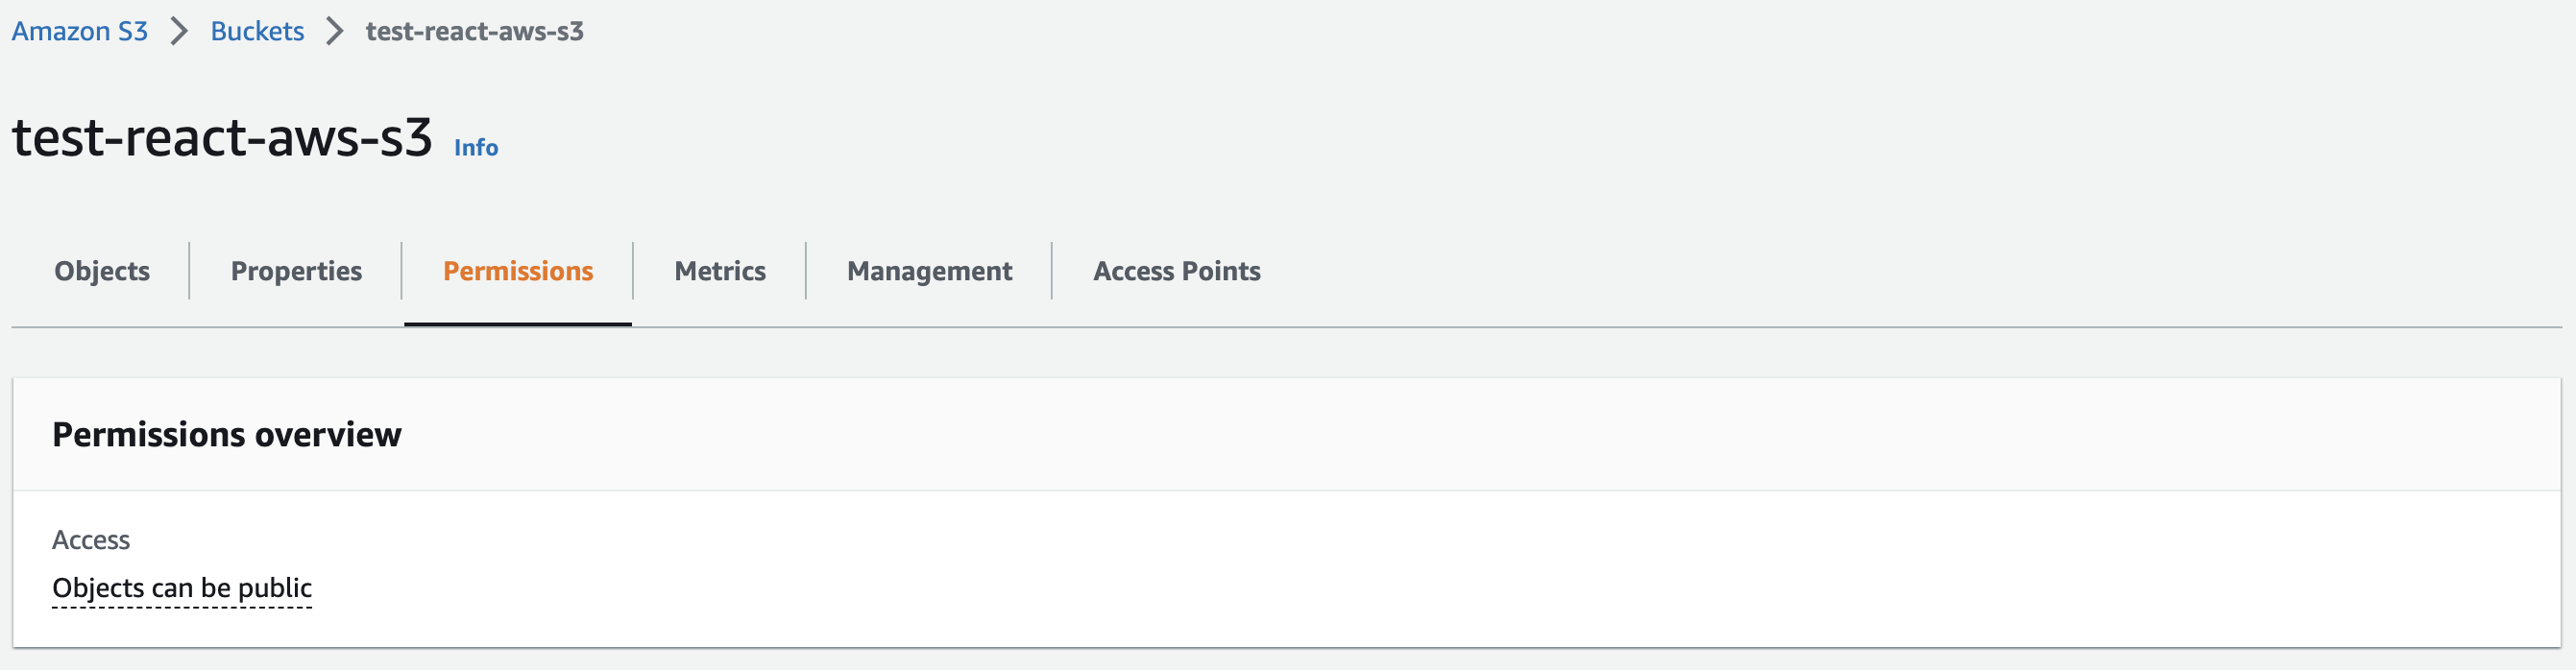 Amazon S3 > Buckets > test-react-aws-s3
test-react-aws-s3 Info
Objects Properties Permissions Metrics Management Access Points
Permissions overview
Access
Objects can be public